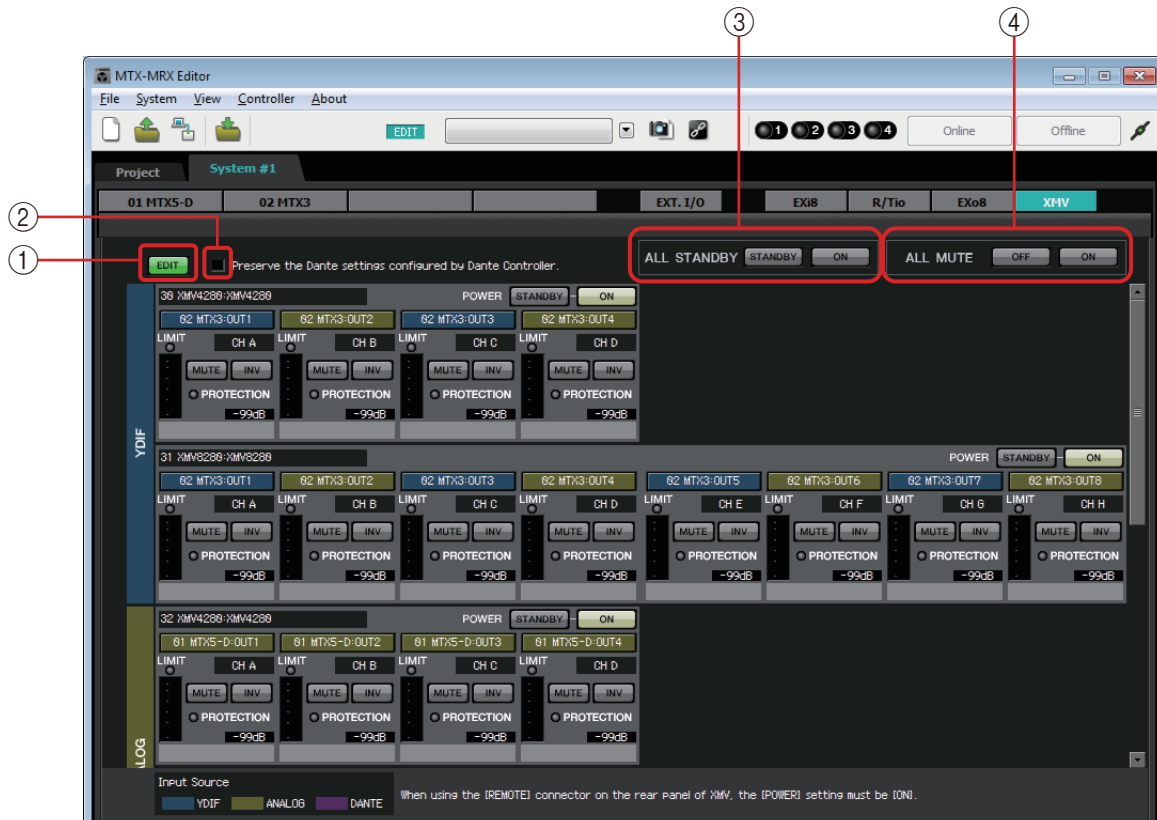 ③ ④
MTX-MRX Editor
File System View Controller About
EDIT 1 2 3 4 Online Offline
Project System #1
01 MTX5-D 02 MTX3 EXT. I/O EXi8 R/Tio EXo8 XMV
②
①
EDIT Preserve the Dante settings configured by Dante Controller. ALL STANDBY STANDBY ON ALL MUTE OFF ON
YDIF
30 XMV4280:XMV4280 POWER STANDBY ON
02 MTX3:OUT1 02 MTX3:OUT2 02 MTX3:OUT3 02 MTX3:OUT4
LIMIT CH A LIMIT CH B LIMIT CH C LIMIT CH D
MUTE INV MUTE INV MUTE INV MUTE INV
PROTECTION PROTECTION PROTECTION PROTECTION
-99dB -99dB -99dB -99dB
31 XMV8280:XMV8280 POWER STANDBY ON
02 MTX3:OUT1 02 MTX3:OUT2 02 MTX3:OUT3 02 MTX3:OUT4 02 MTX3:OUT5 02 MTX3:OUT6 02 MTX3:OUT7 02 MTX3:OUT8
LIMIT CH A LIMIT CH B LIMIT CH C LIMIT CH D LIMIT CH E LIMIT CH F LIMIT CH G LIMIT CH H
MUTE INV MUTE INV MUTE INV MUTE INV MUTE INV MUTE INV MUTE INV MUTE INV
PROTECTION PROTECTION PROTECTION PROTECTION PROTECTION PROTECTION PROTECTION PROTECTION
-99dB -99dB -99dB -99dB -99dB -99dB -99dB -99dB
ALOG
32 XMV4280:XMV4280 POWER STANDBY ON
01 MTX5-D:OUT1 01 MTX5-D:OUT2 01 MTX5-D:OUT3 01 MTX5-D:OUT4
LIMIT CH A LIMIT CH B LIMIT CH C LIMIT CH D
MUTE INV MUTE INV MUTE INV MUTE INV
PROTECTION PROTECTION PROTECTION PROTECTION
-99dB -99dB -99dB -99dB
Input Source
YDIF ANALOG DANTE
When using the [REMOTE] connector on the rear panel of XMV, the [POWER] setting must be [ON].